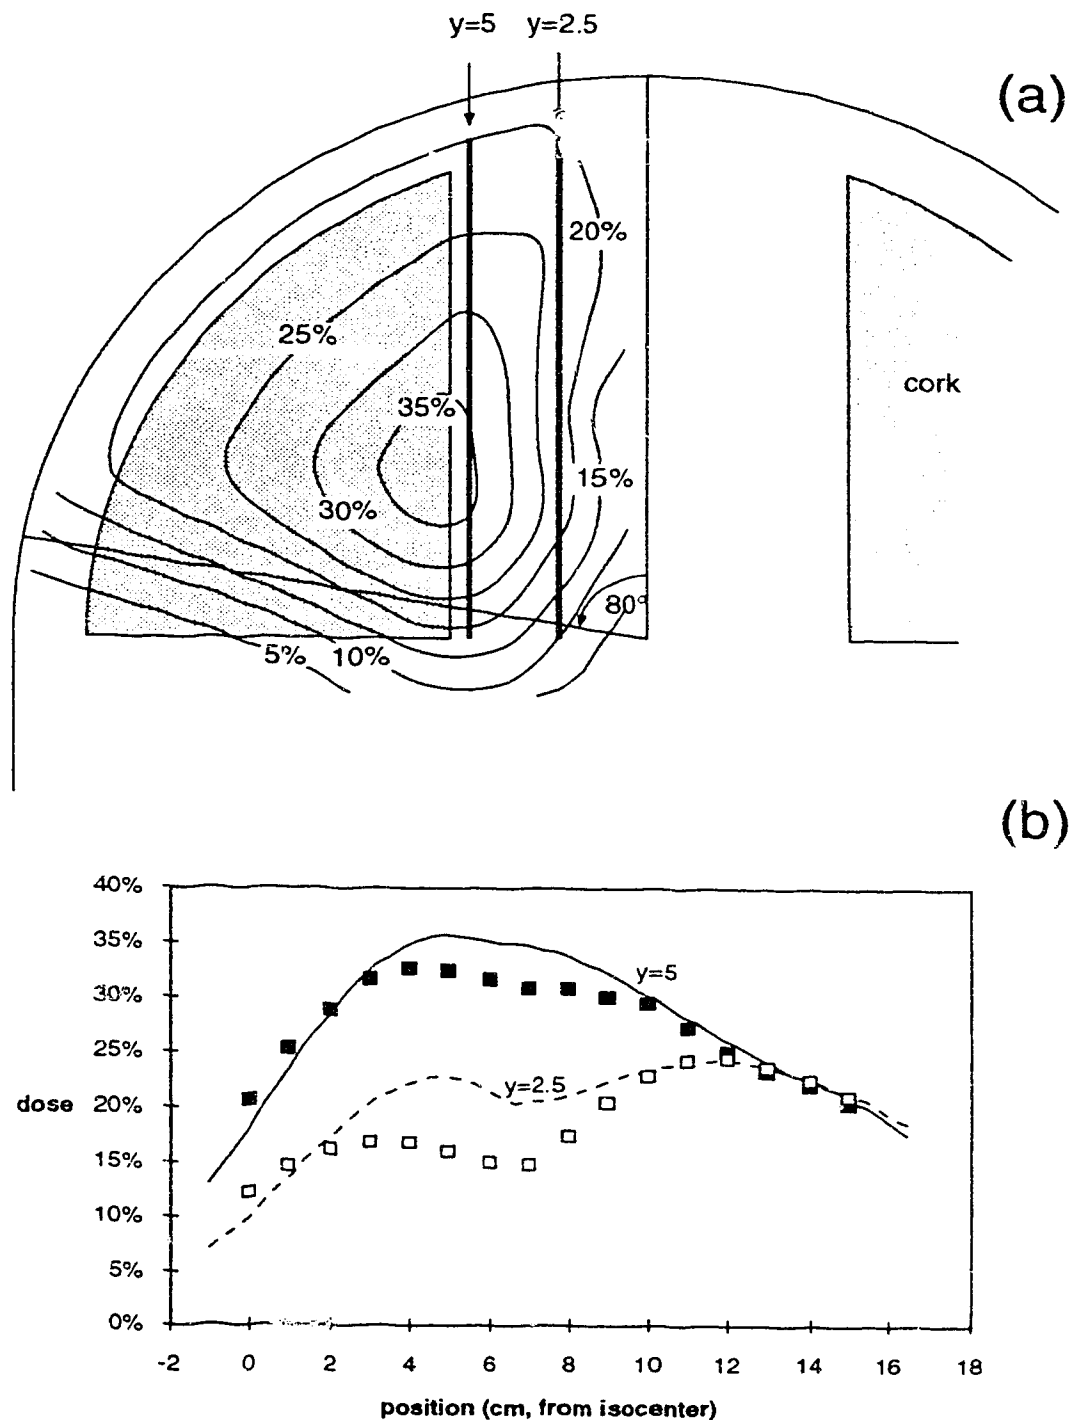 y=5 y=2.5
(a)
20%
25%
35%
cork
15%
30%
80°
5% 10%
(b)
40%
35%
y=5
30%
25%
y=2.5
dose 20%
15%
10%
5%
0%
-2 0 2 4 6 8 10 12 14 16 18
position (cm, from isocenter)